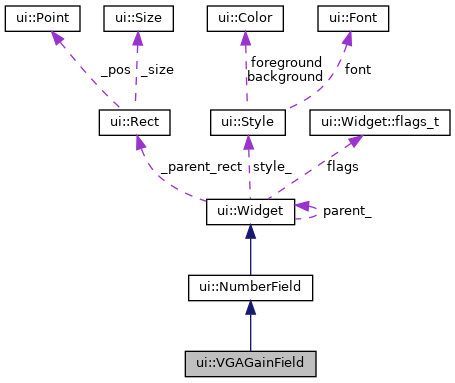 ui::Point
ui::Size
ui::Color
ui::Font
_pos
_size
foreground
background
font
ui::Rect
ui::Style
ui::Widget::flags_t
_parent_rect
style_
flags
ui::Widget
parent_
ui::NumberField
ui::VGAGainField